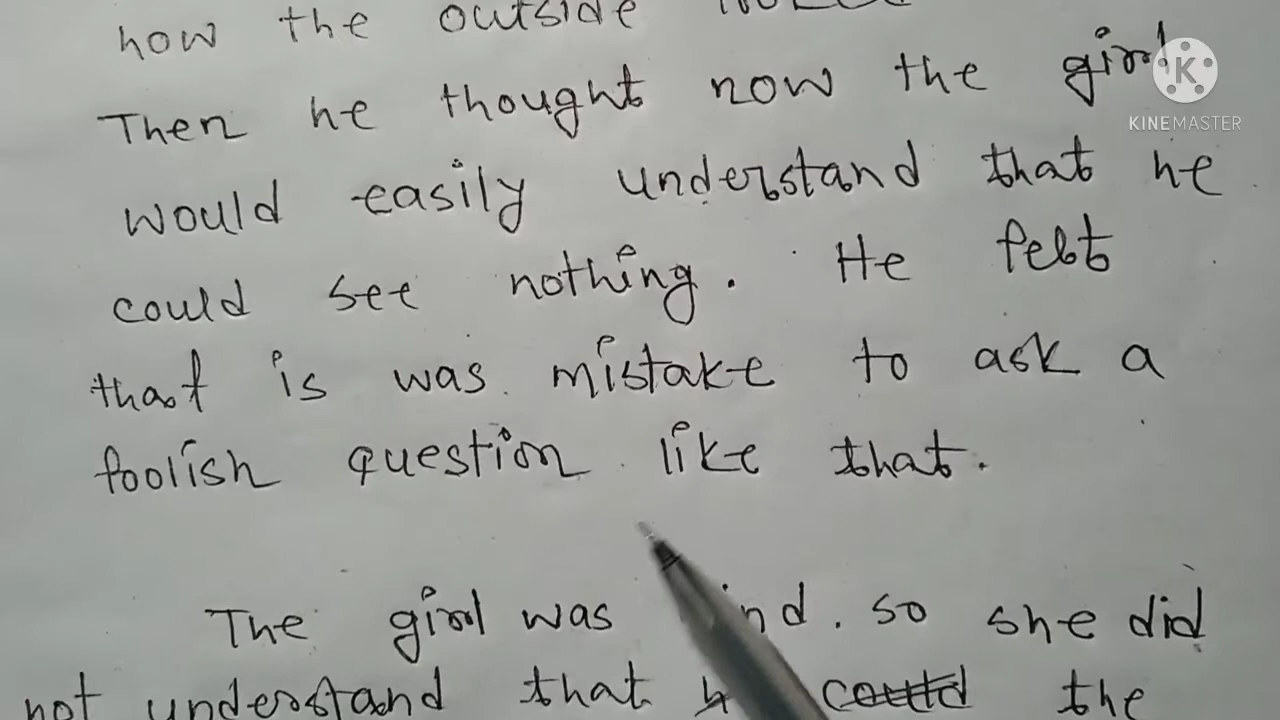 how the outside
Then he thought now the girl
would easily understand that he
could see nothing. He felt
that is was mistake to ask a
foolish question like that.
The girl was so she did
not understand that the
KINEMASTER